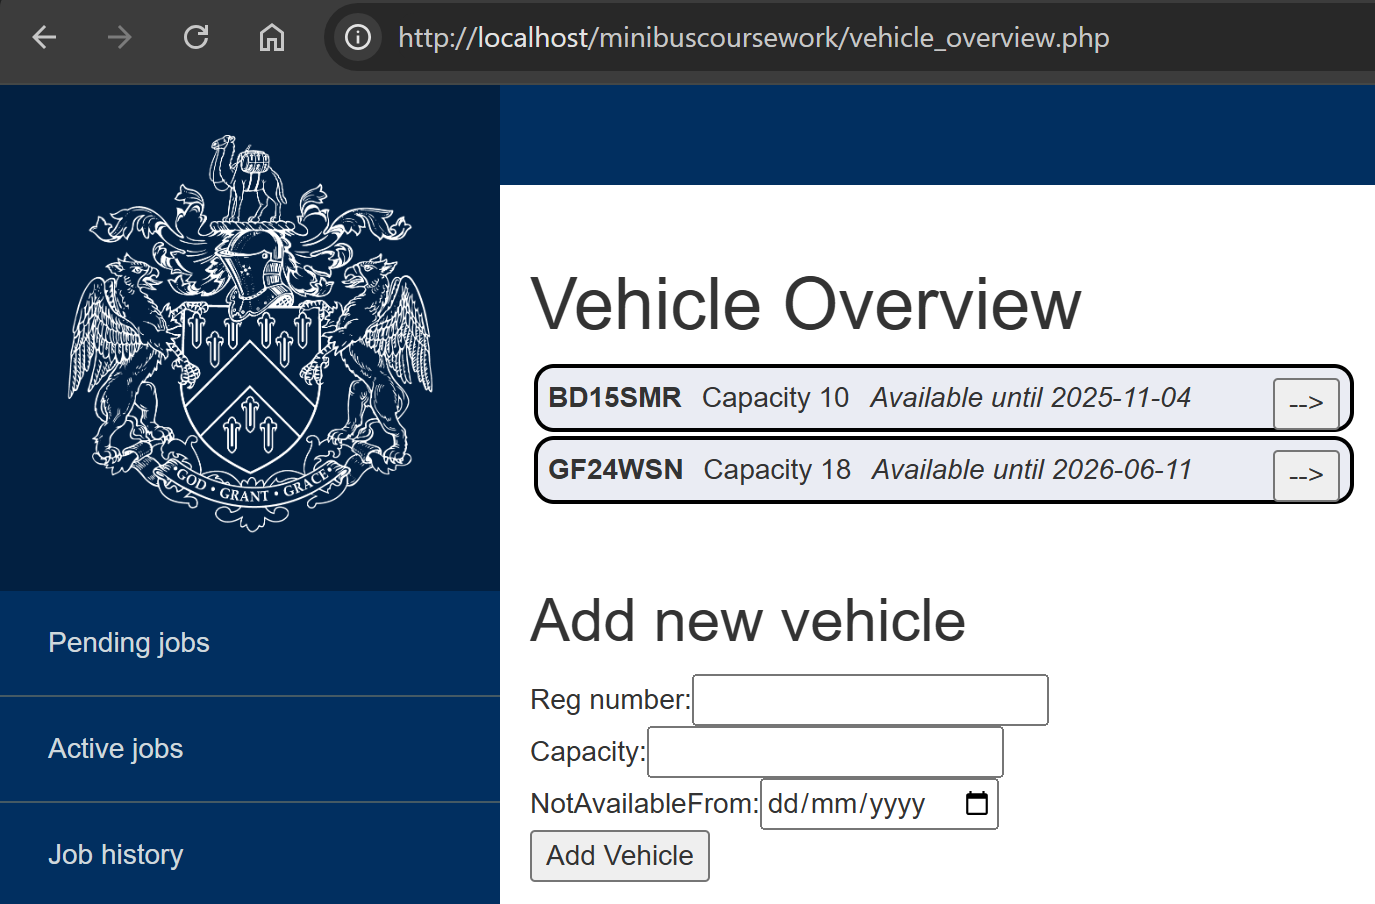 http://localhost/minibuscoursework/vehicle_overview.php
GOD · GRANT · GRACE
Pending jobs
Active jobs
Job history
Vehicle Overview
BD15SMR Capacity 10 Available until 2025-11-04 -->
GF24WSN Capacity 18 Available until 2026-06-11 -->
Add new vehicle
Reg number:
Capacity:
NotAvailableFrom: dd/mm/yyyy
Add Vehicle